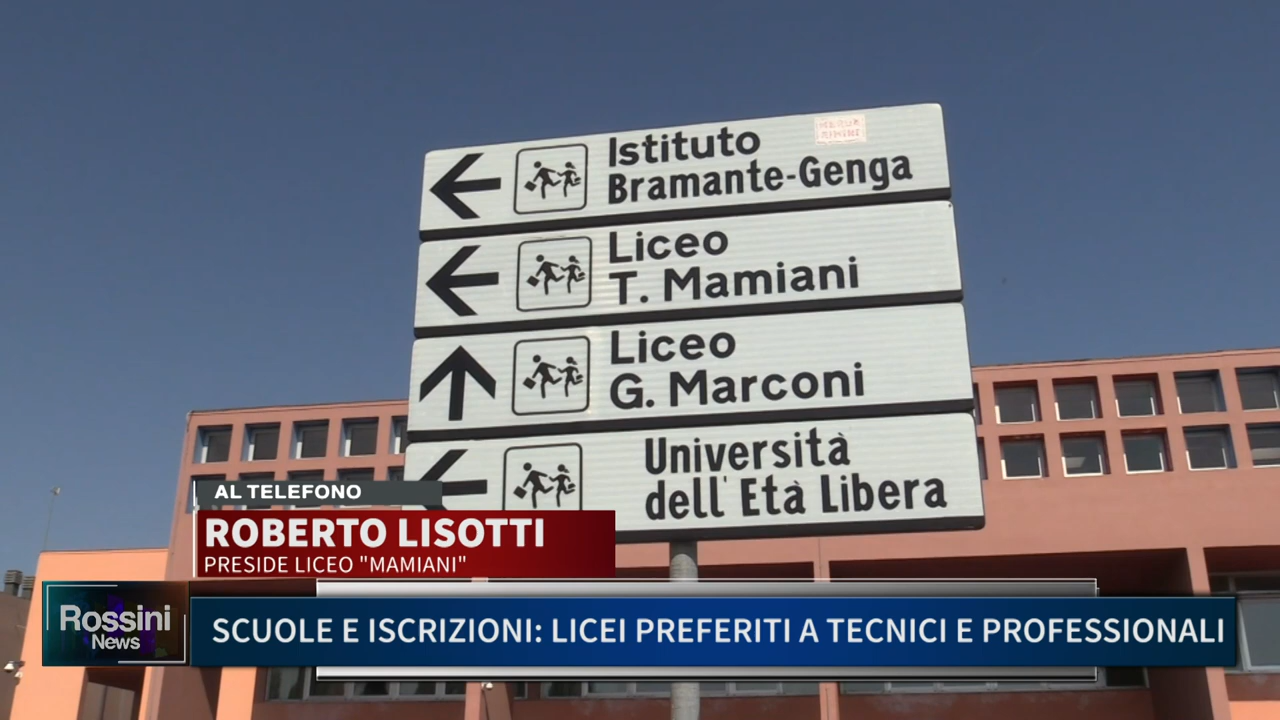 Istituto
Bramante-Genga
Liceo
T. Mamiani
Liceo
G. Marconi
Università
dell'Età Libera
AL TELEFONO
ROBERTO LISOTTI
PRESIDE LICEO "MAMIANI"
Rossini
News
SCUOLE E ISCRIZIONI: LICEI PREFERITI A TECNICI E PROFESSIONALI